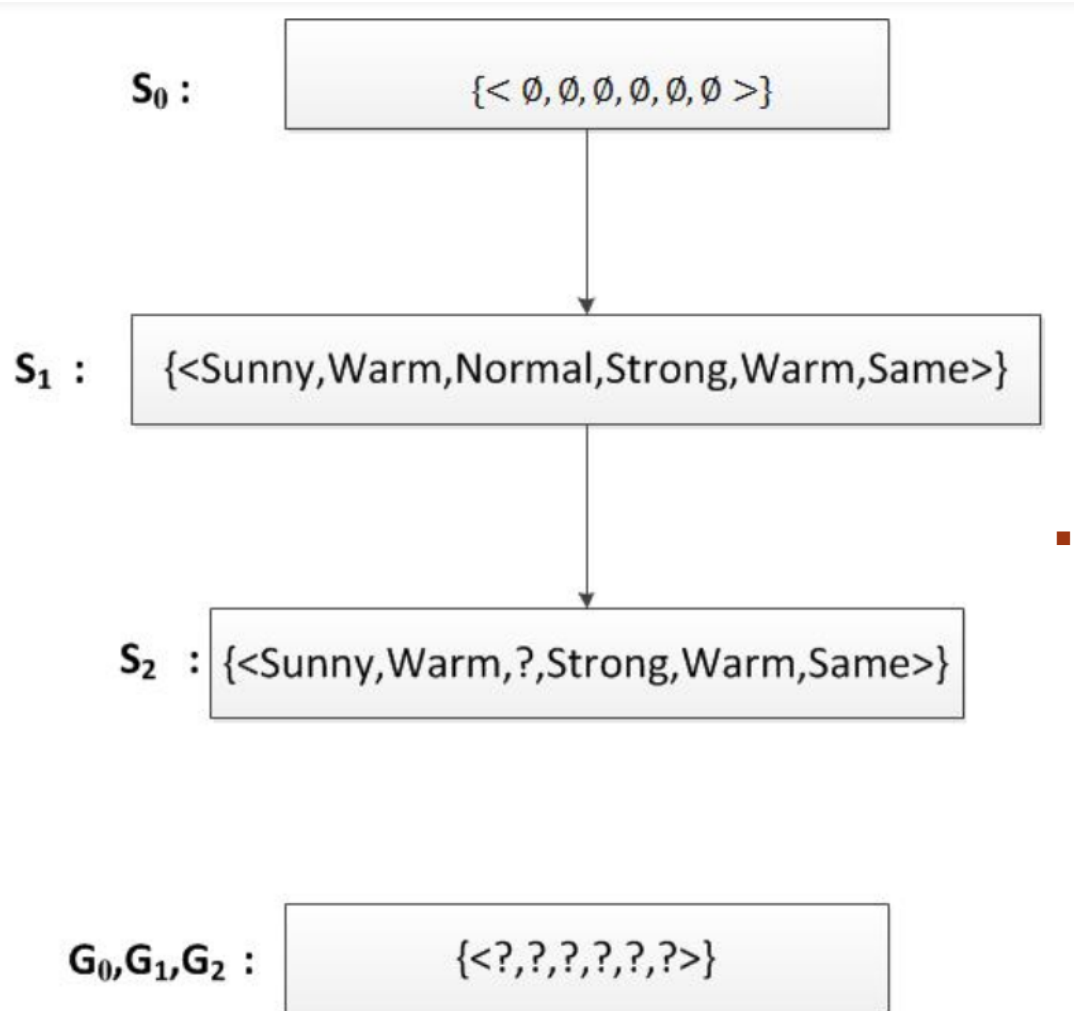 S₀ : {< ∅, ∅, ∅, ∅, ∅, ∅ >}
S₁ : {<Sunny,Warm,Normal,Strong,Warm,Same>}
S₂ : {<Sunny,Warm,?,Strong,Warm,Same>}
G₀,G₁,G₂ : {<?,?,?,?,?,?>}